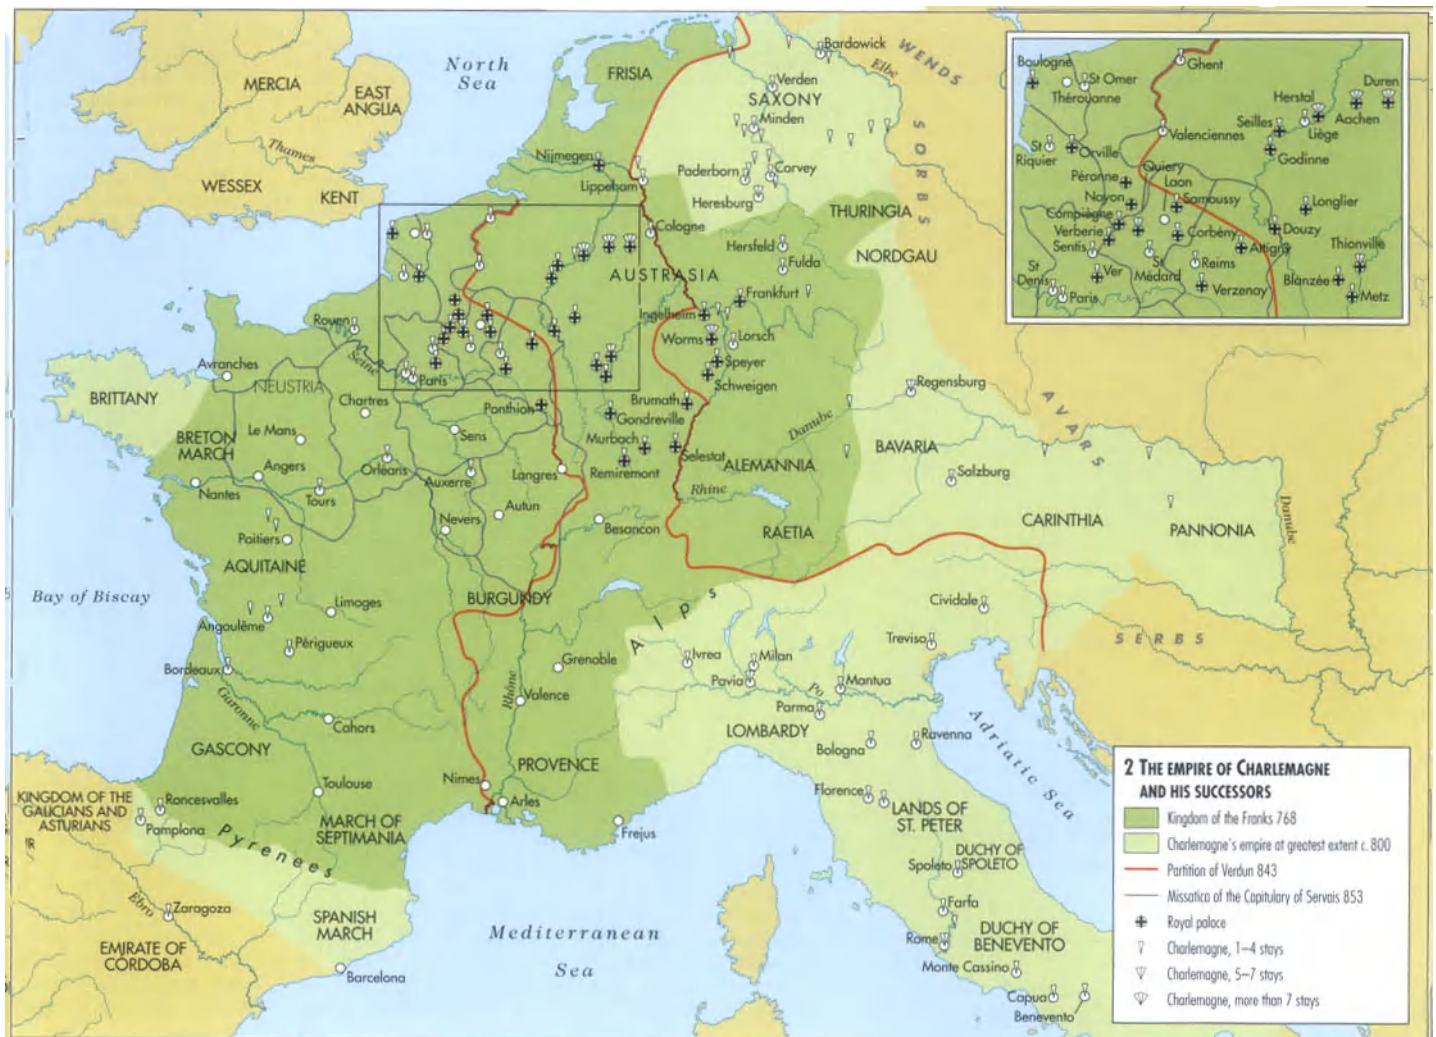 North
Sea
FRISIA
Bardowick
Elbe
WENDS
MERCIA
EAST
ANGLIA
Verden
SAXONY
Minden
SORBS
Thames
Nijmegen
Lippeham
Paderborn
Corvey
WESSEX
KENT
Heresburg
THURINGIA
Cologne
Hersfeld
NORDGAU
AUSTRASIA
Fulda
Frankfurt
Ingelheim
Rouen
Worms
Lorsch
Seine
Speyer
Avranches
Paris
Schweigen
NEUSTRIA
Regensburg
BRITTANY
Chartres
Ponthion
Brumath
Gondreville
AVARS
BRETON
MARCH
Le Mans
Sens
Murbach
Danube
BAVARIA
Angers
Orléans
Auxerre
Langres
Remiremont
Selestat
ALEMANNIA
Salzburg
Nantes
Tours
Rhine
Autun
Nevers
Besancon
RAETIA
CARINTHIA
PANNONIA
Danube
Poitiers
AQUITAINE
Bay of Biscay
BURGUNDY
Alps
Limoges
Cividale
Angoulême
Périgueux
Treviso
SERBS
Bordeaux
Grenoble
Ivrea
Milan
Pavia
Po
Mantua
Rhône
Valence
Garonne
Parma
Cahors
LOMBARDY
Adriatic Sea
GASCONY
Bologna
Ravenna
PROVENCE
Nimes
Toulouse
Arles
Florence
KINGDOM OF THE
GALICIANS AND
ASTURIANS
Roncesvalles
Pamplona
MARCH OF
SEPTIMANIA
Frejus
LANDS OF
ST. PETER
Pyrenees
DUCHY OF
SPOLETO
Spoleto
Ebro
Zaragoza
SPANISH
MARCH
Farfa
Mediterranean
Sea
Rome
DUCHY OF
BENEVENTO
EMIRATE OF
CÓRDOBA
Barcelona
Monte Cassino
Capua
Benevento
Ghent
Boulogne
St Omer
Thérouanne
Duren
Herstal
Aachen
Seilles
Liège
Valenciennes
St
Riquier
Orville
Godinne
Quierzy
Péronne
Laon
Noyon
Samoussy
Longlier
Compiègne
Verberie
Corbény
Douzy
Sentis
Attigny
Thionville
St
Denis
Ver
St
Médard
Reims
Blanzée
Paris
Verzenay
Metz
2 THE EMPIRE OF CHARLEMAGNE
AND HIS SUCCESSORS
Kingdom of the Franks 768
Charlemagne's empire at greatest extent c.800
Partition of Verdun 843
Missatica of the Capitulary of Servais 853
Royal palace
Charlemagne, 1–4 stays
Charlemagne, 5–7 stays
Charlemagne, more than 7 stays